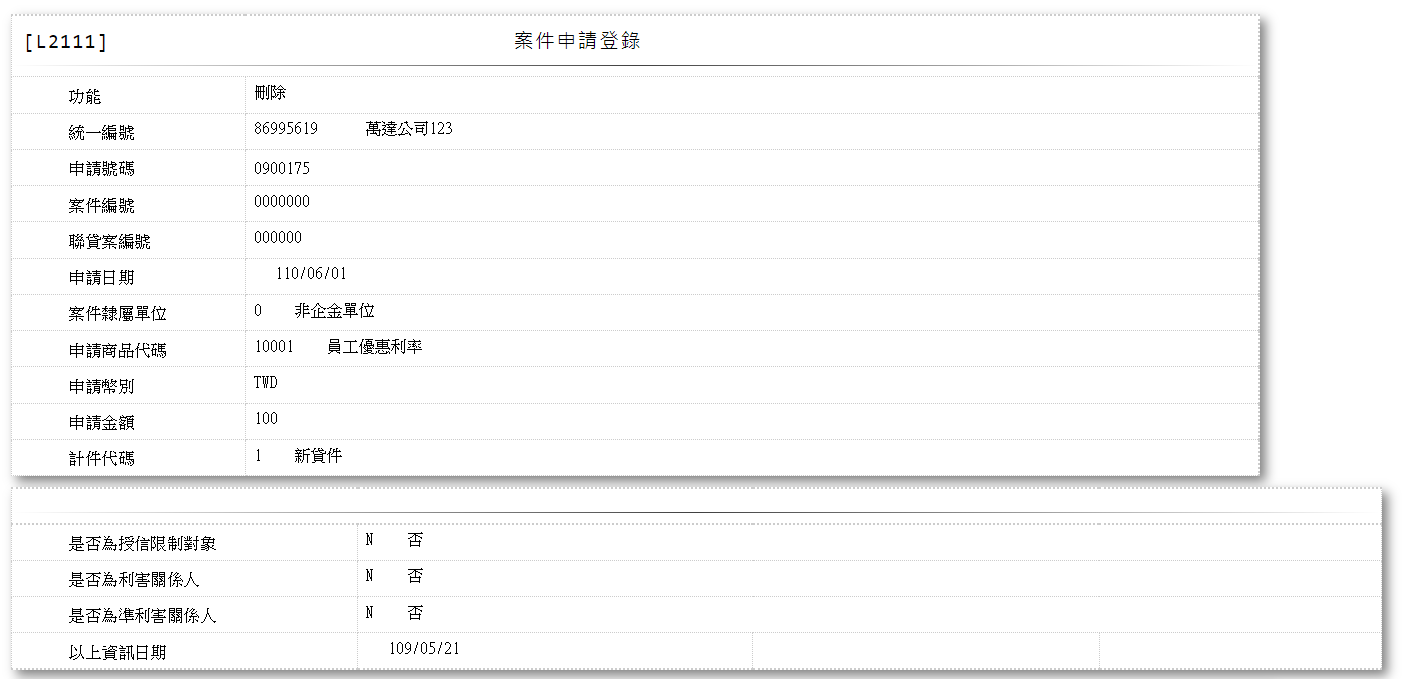 [L2111] 案件申請登錄
功能 刪除
統一編號 86995619 萬達公司123
申請號碼 0900175
案件編號 0000000
聯貸案編號 000000
申請日期 110/06/01
案件隸屬單位 0 非企金單位
申請商品代碼 10001 員工優惠利率
申請幣別 TWD
申請金額 100
計件代碼 1 新貸件
是否為授信限制對象 N 否
是否為利害關係人 N 否
是否為準利害關係人 N 否
以上資訊日期 109/05/21